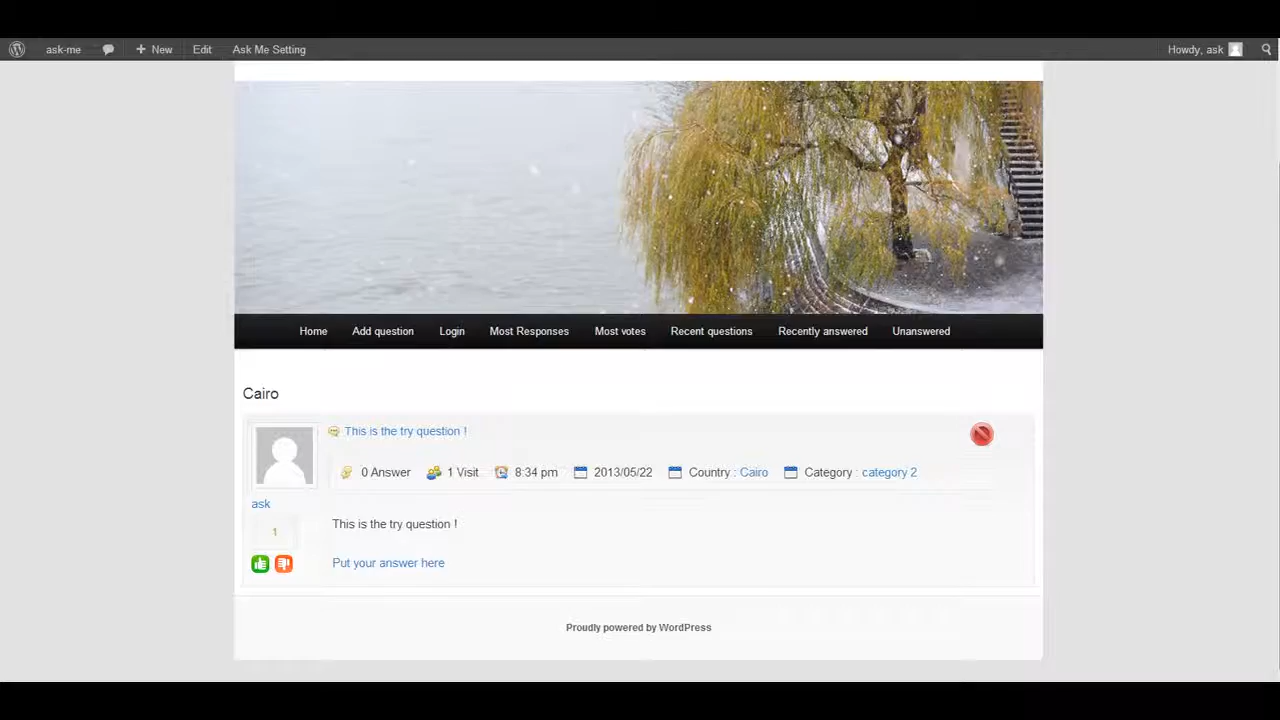 ask-me New Edit Ask Me Setting Howdy, ask
Home Add question Login Most Responses Most votes Recent questions Recently answered Unanswered
Cairo
This is the try question !
0 Answer 1 Visit 8:34 pm 2013/05/22 Country : Cairo Category : category 2
ask
This is the try question !
1
Put your answer here
Proudly powered by WordPress